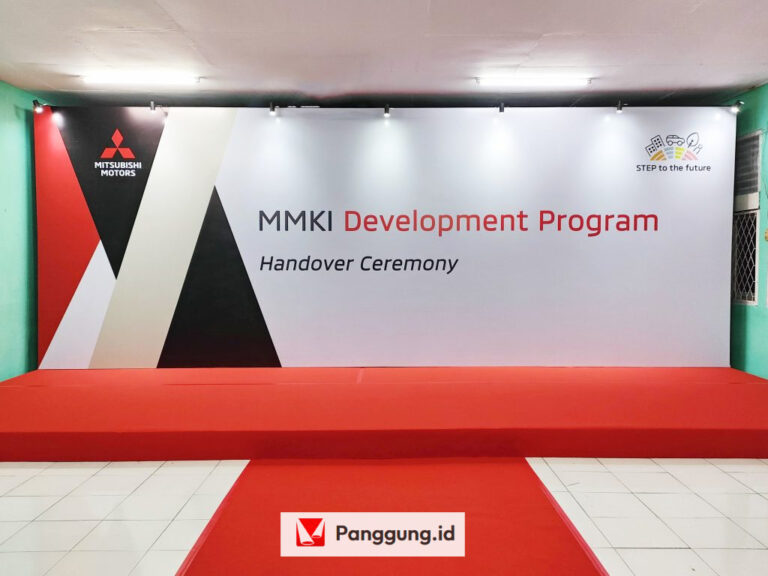 MITSUBISHI
MOTORS
STEP to the future
MMKI Development Program
Handover Ceremony
Panggung.id